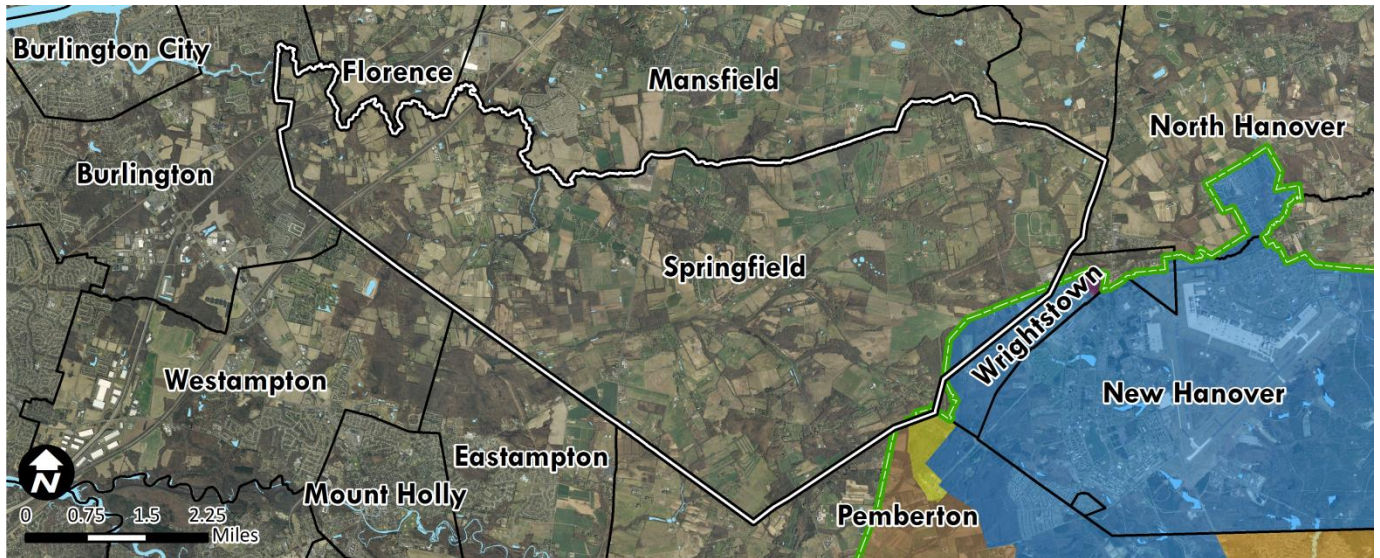 Burlington City
Florence
Mansfield
North Hanover
Burlington
Springfield
Wrightstown
Westampton
New Hanover
Eastampton
Mount Holly
Pemberton
N
0 0.75 1.5 2.25
Miles